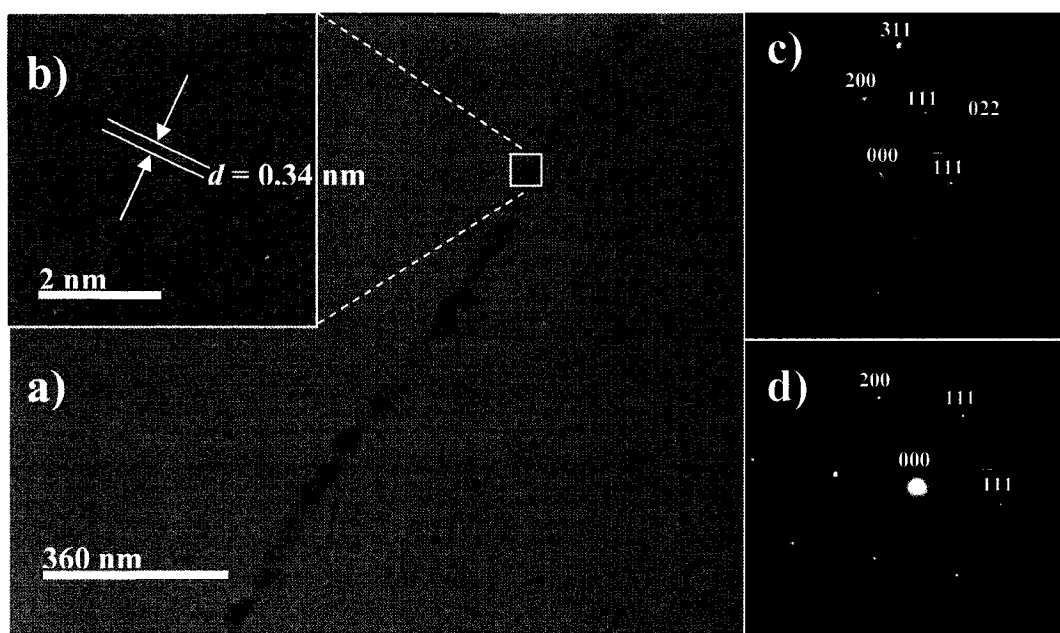 b)
d = 0.34 nm
2 nm
a)
360 nm
c)
311
200
111
022
000
1̅11
d)
200
111
000
1̅11